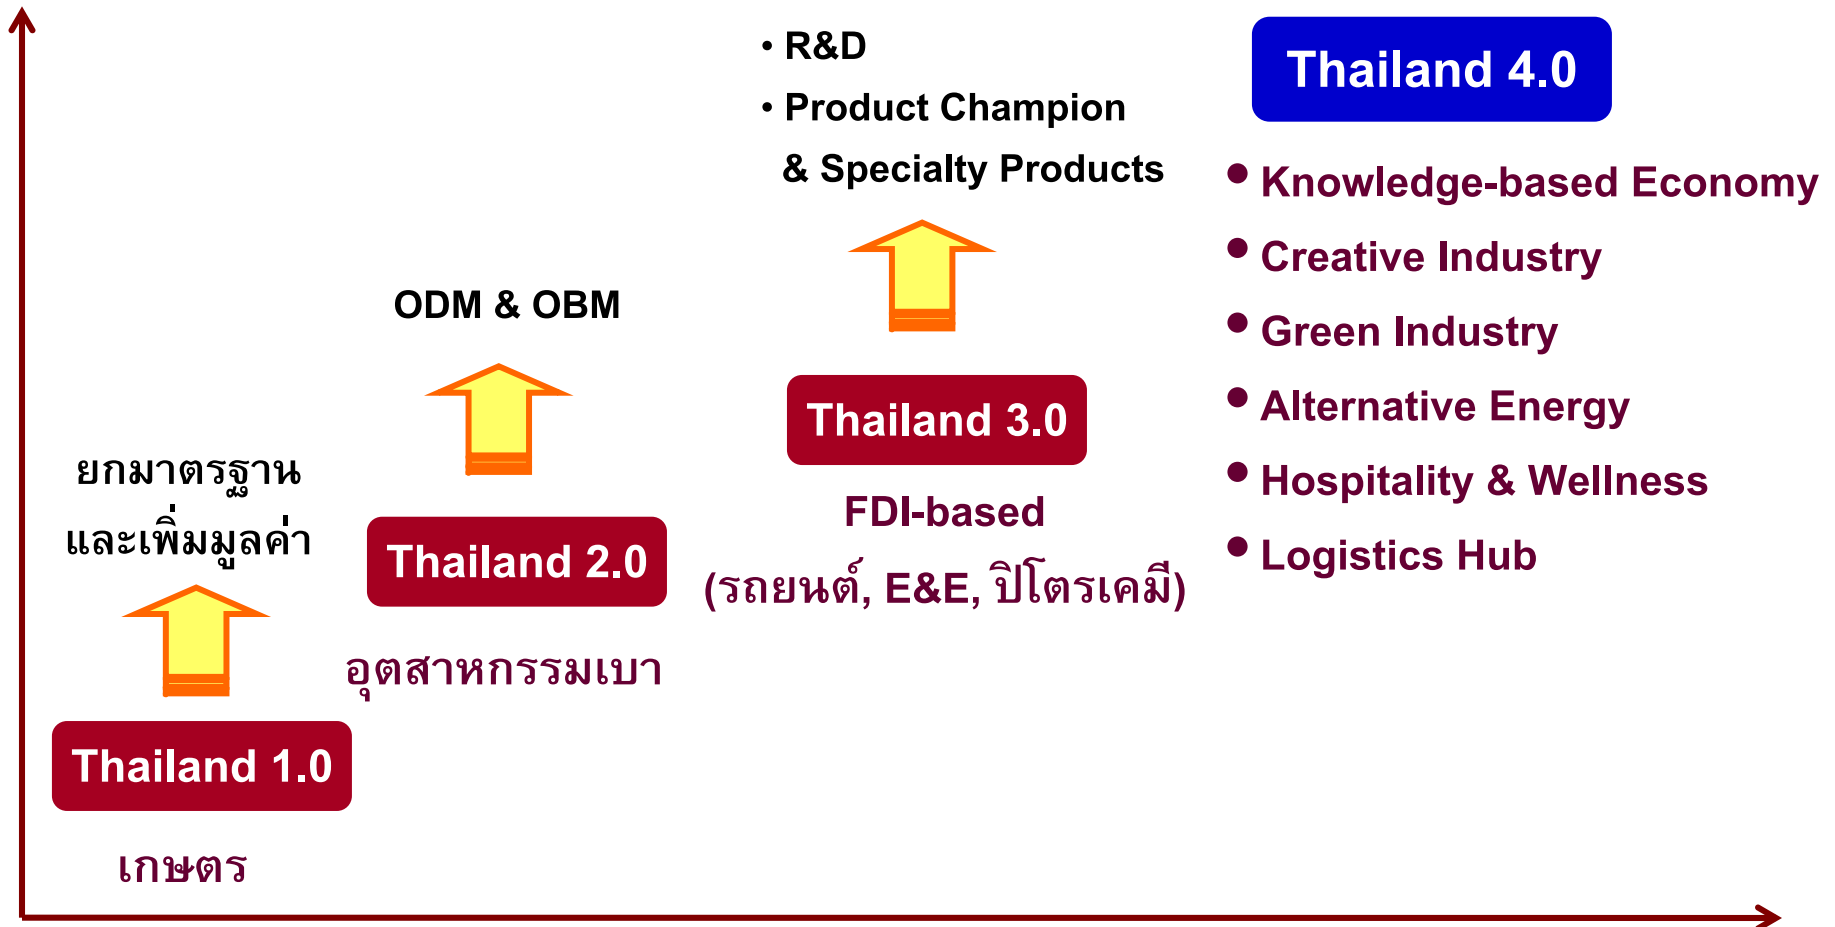 • R&D
• Product Champion
& Specialty Products
Thailand 4.0
• Knowledge-based Economy
• Creative Industry
• Green Industry
• Alternative Energy
• Hospitality & Wellness
• Logistics Hub
ODM & OBM
Thailand 3.0
FDI-based
(รถยนต์, E&E, ปิโตรเคมี)
ยกมาตรฐาน
และเพิ่มมูลค่า
Thailand 2.0
อุตสาหกรรมเบา
Thailand 1.0
เกษตร